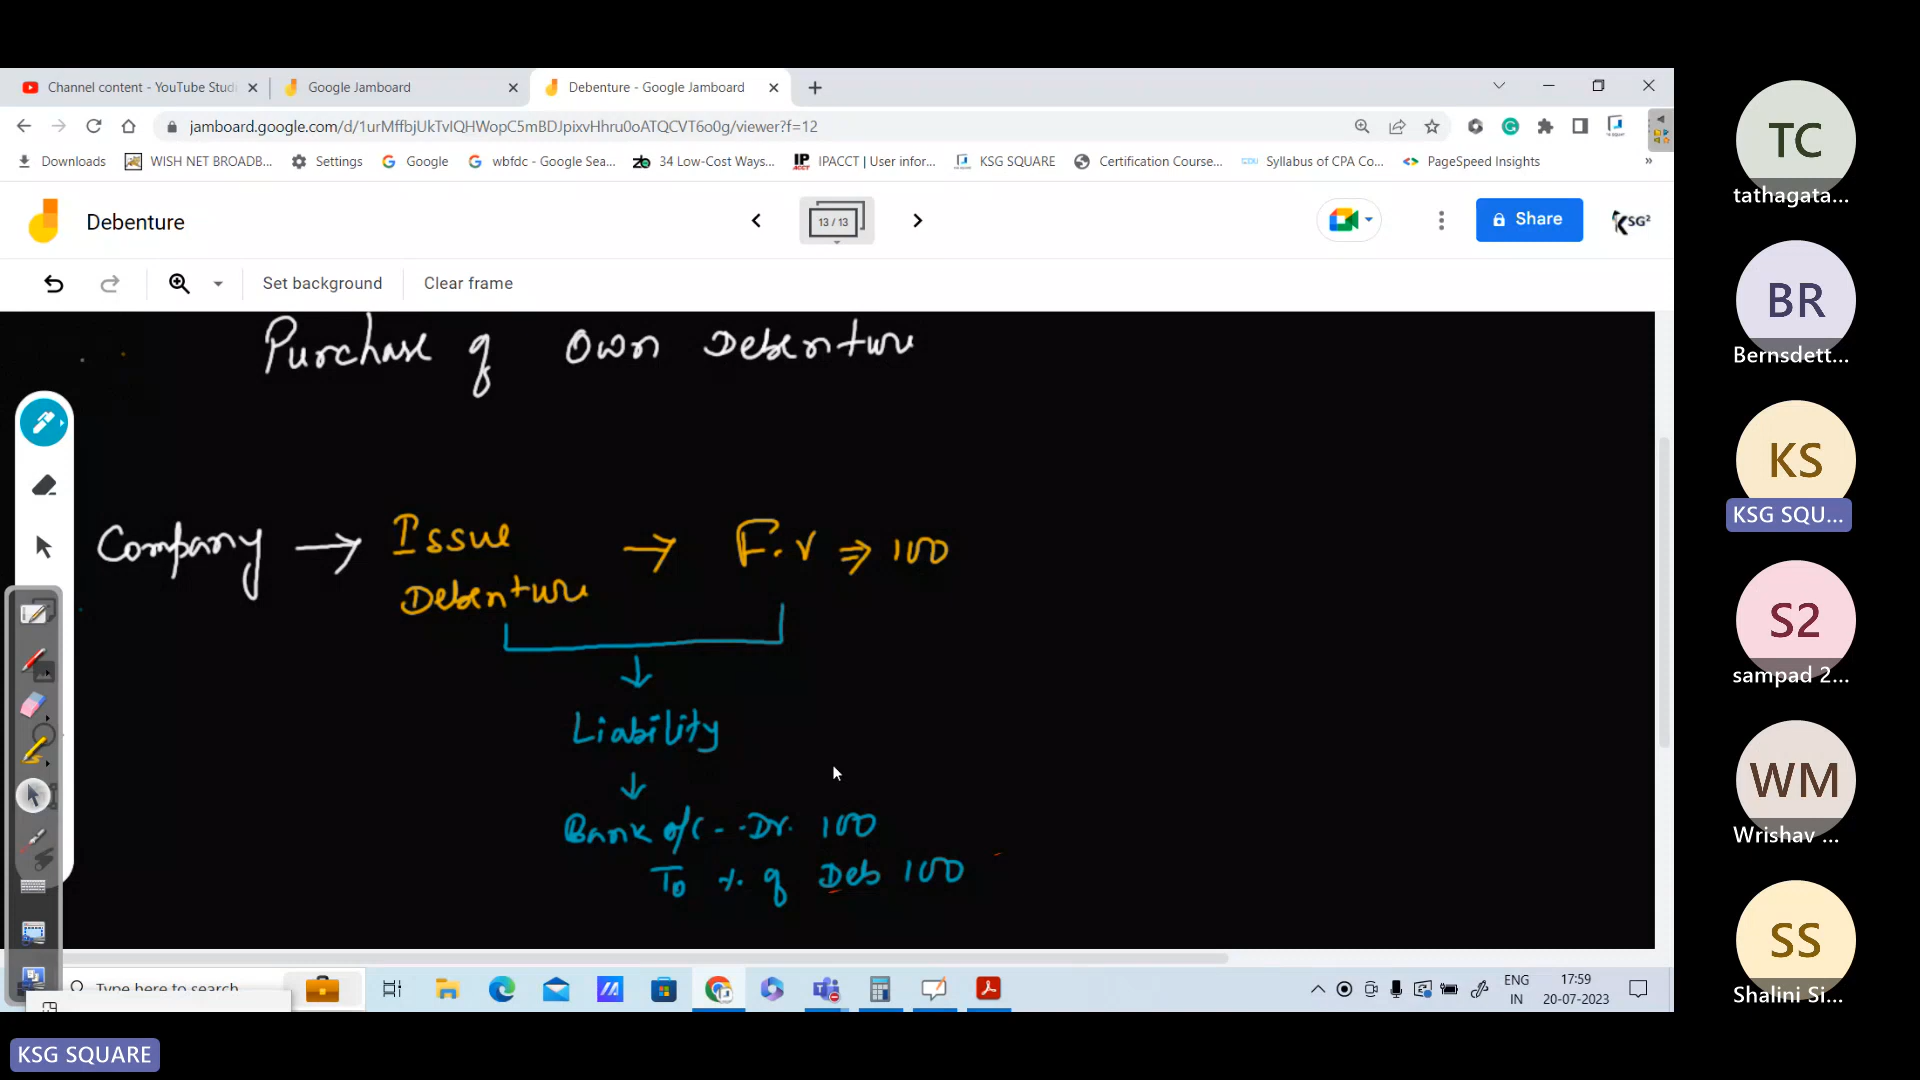 Channel content - YouTube Studi
Google Jamboard
Debenture - Google Jamboard
jamboard.google.com/d/1urMffbjUkTvIQHWopC5mBDJpixvHhru0oATQCVT6o0g/viewer?f=12
Downloads
WISH NET BROADB...
Settings
Google
wbfdc - Google Sea...
34 Low-Cost Ways...
IPACCT | User infor...
KSG SQUARE
Certification Course...
Syllabus of CPA Co...
PageSpeed Insights
»
Debenture
13 / 13
Share
KSG²
Set background
Clear frame
Purchase of Own Debenture
Company → Issue → F.V ⇒ 100
Debenture
↓
Liability
↓
Bank a/c - - Dr. 100
To %. of Deb 100
Type here to search
ENG
IN
17:59
20-07-2023
TC
tathagata...
BR
Bernsdett...
KS
KSG SQU...
S2
sampad 2...
WM
Wrishav ...
SS
Shalini Si...
KSG SQUARE